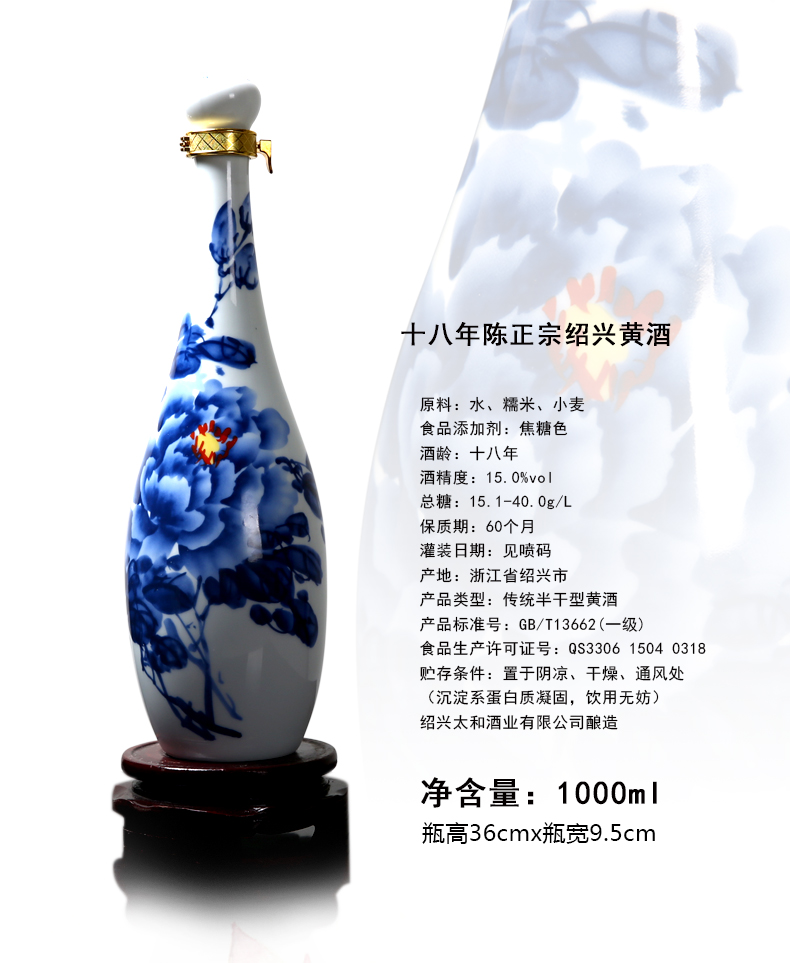 十八年陈正宗绍兴黄酒
原料：水、糯米、小麦
食品添加剂：焦糖色
酒龄：十八年
酒精度：15.0%vol
总糖：15.1-40.0g/L
保质期：60个月
灌装日期：见喷码
产地：浙江省绍兴市
产品类型：传统半干型黄酒
产品标准号：GB/T13662(一级)
食品生产许可证号：QS3306 1504 0318
贮存条件：置于阴凉、干燥、通风处
（沉淀系蛋白质凝固，饮用无妨）
绍兴太和酒业有限公司酿造
净含量：1000ml
瓶高36cmx瓶宽9.5cm